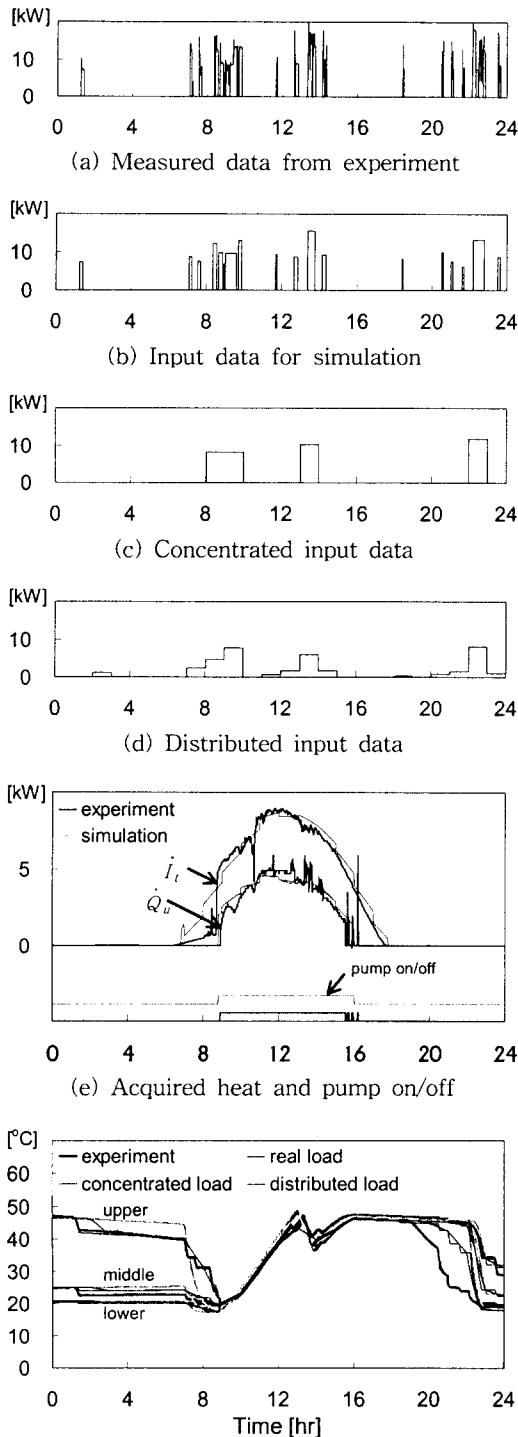 [kW]
10
0
0 4 8 12 16 20 24
(a) Measured data from experiment
[kW]
10
0
0 4 8 12 16 20 24
(b) Input data for simulation
[kW]
10
0
0 4 8 12 16 20 24
(c) Concentrated input data
[kW]
10
0
0 4 8 12 16 20 24
(d) Distributed input data
[kW]
experiment
simulation
İt
5
Q̇u
0
pump on/off
0 4 8 12 16 20 24
(e) Acquired heat and pump on/off
[°C]
60
experiment real load
concentrated load distributed load
50
upper
40
30
middle
20
lower
10
0
0 4 8 12 16 20 24
Time [hr]